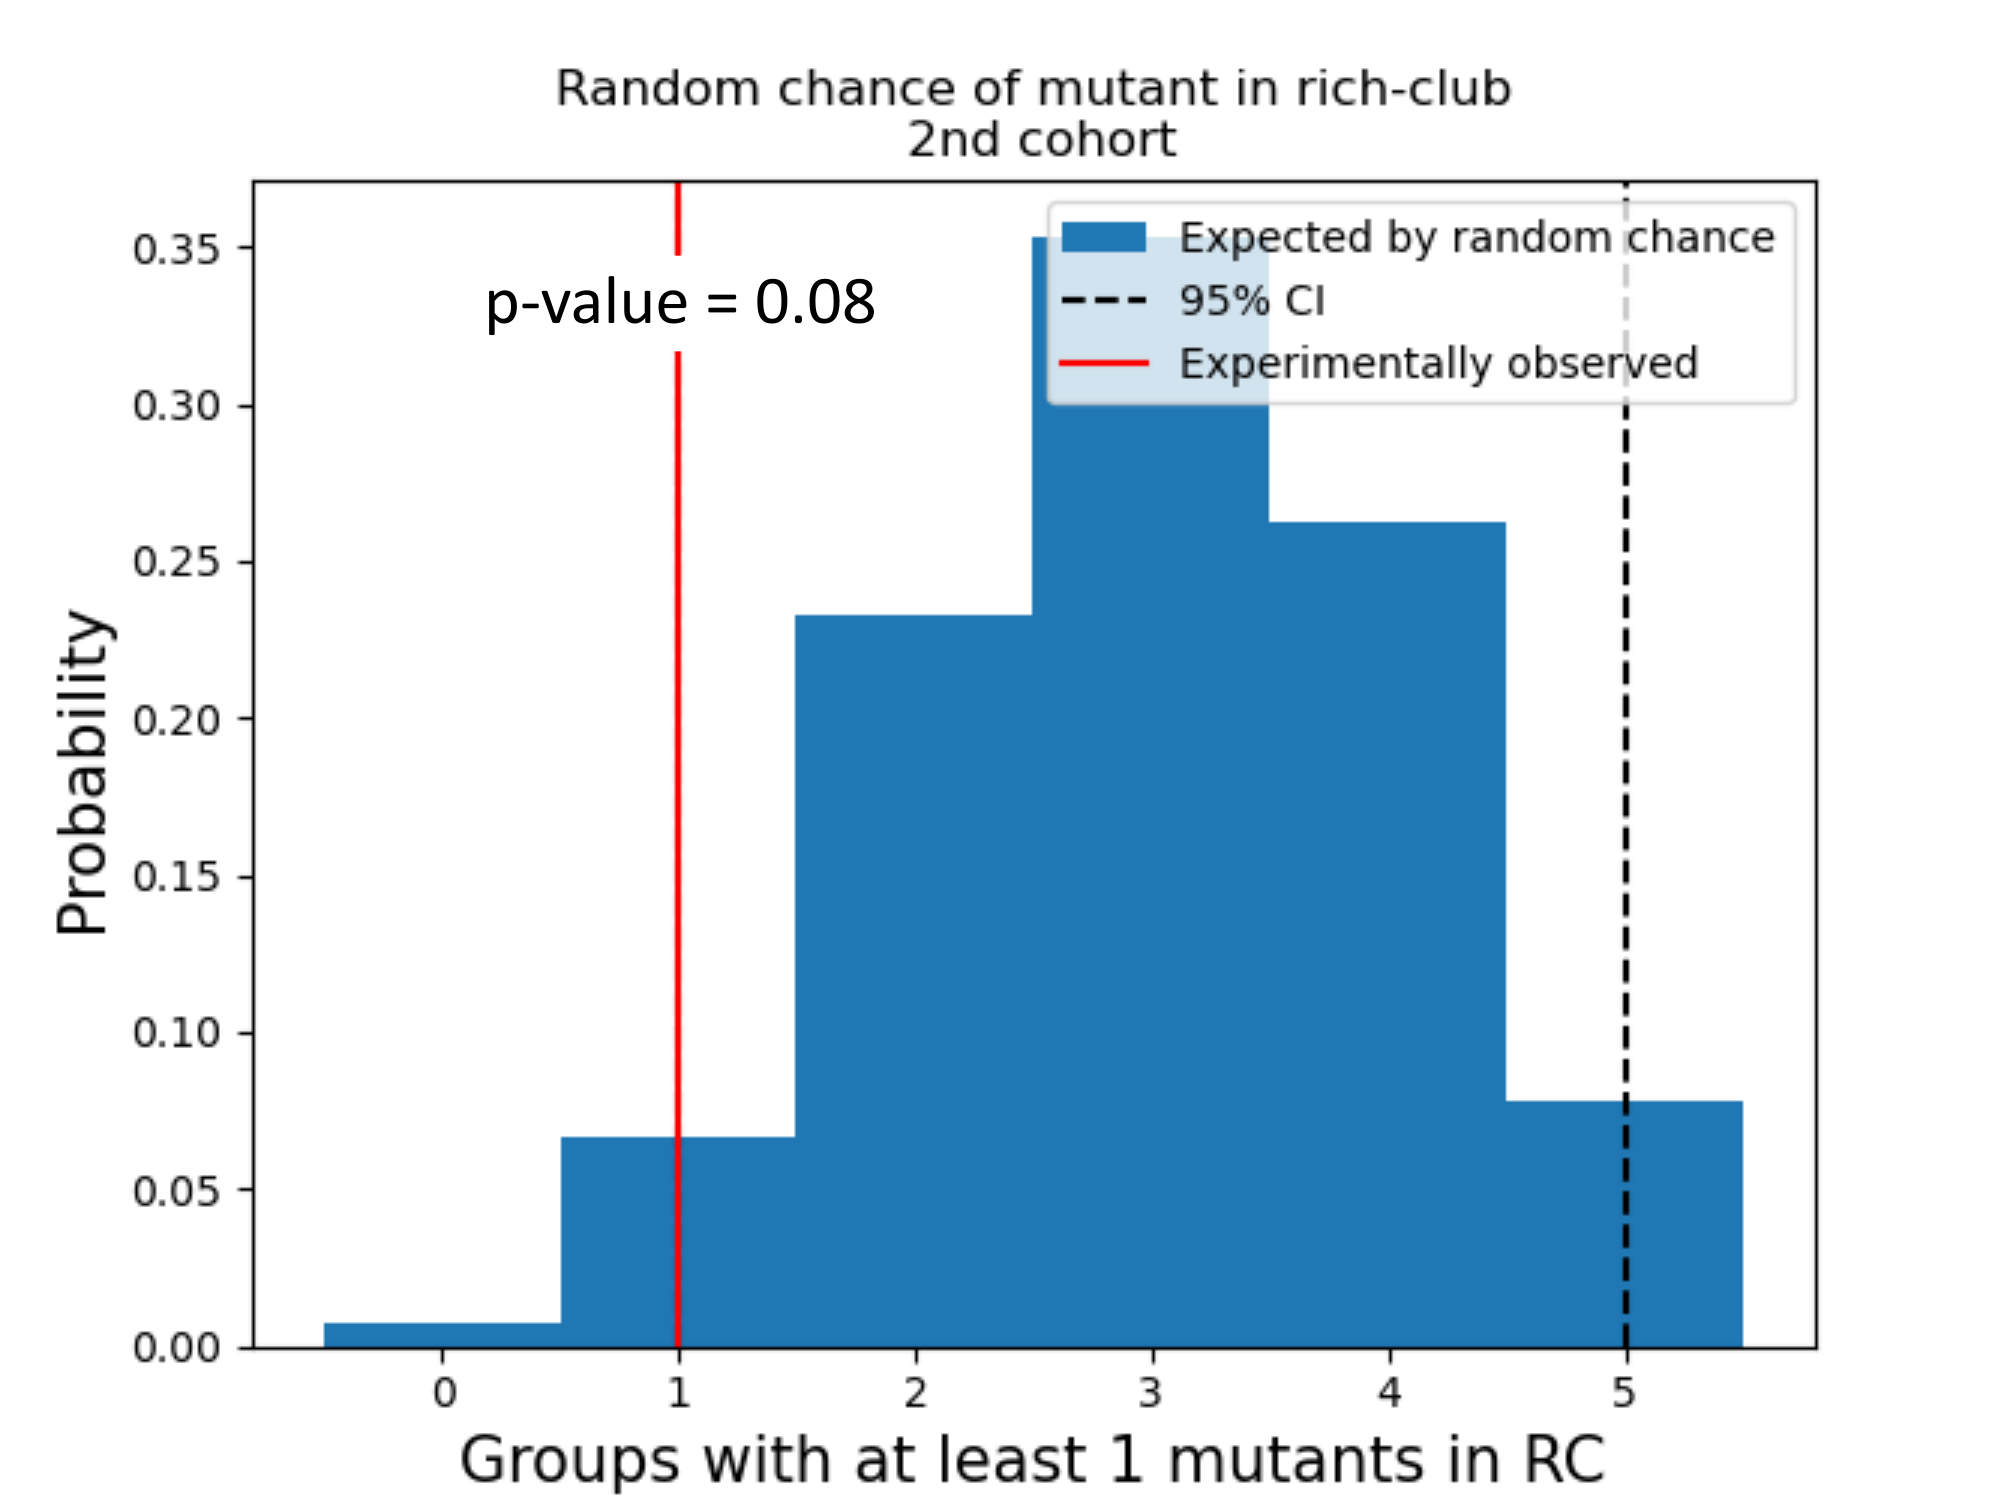 Random chance of mutant in rich-club
2nd cohort
Expected by random chance
95% CI
Experimentally observed
p-value = 0.08
Probability
0.35
0.30
0.25
0.20
0.15
0.10
0.05
0.00
0 1 2 3 4 5
Groups with at least 1 mutants in RC